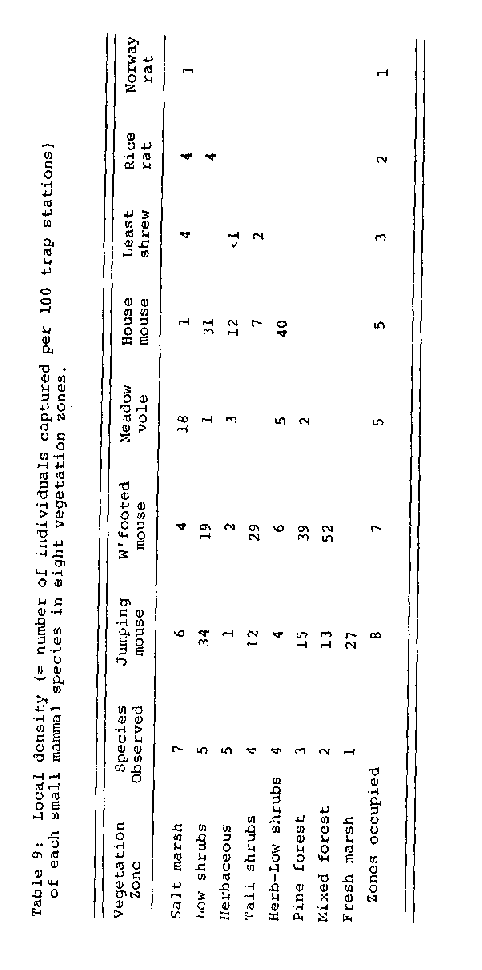 Table 9: Local density (= number of individuals captured per 100 trap stations)
of each small mammal species in eight vegetation zones.
Vegetation Species Jumping W'footed Meadow House Least Rice Norway
Zone Observed mouse mouse vole mouse shrew rat rat
Salt marsh 7 6 4 18 1 4 4 1
Low shrubs 5 34 19 1 31 4
Herbaceous 5 1 2 3 12 <1
Tall shrubs 4 12 29 7 2
Herb-Low shrubs 4 4 6 5 40
Pine forest 3 15 39 2
Mixed forest 2 13 52
Fresh marsh 1 27
Zones occupied 8 7 5 5 3 2 1